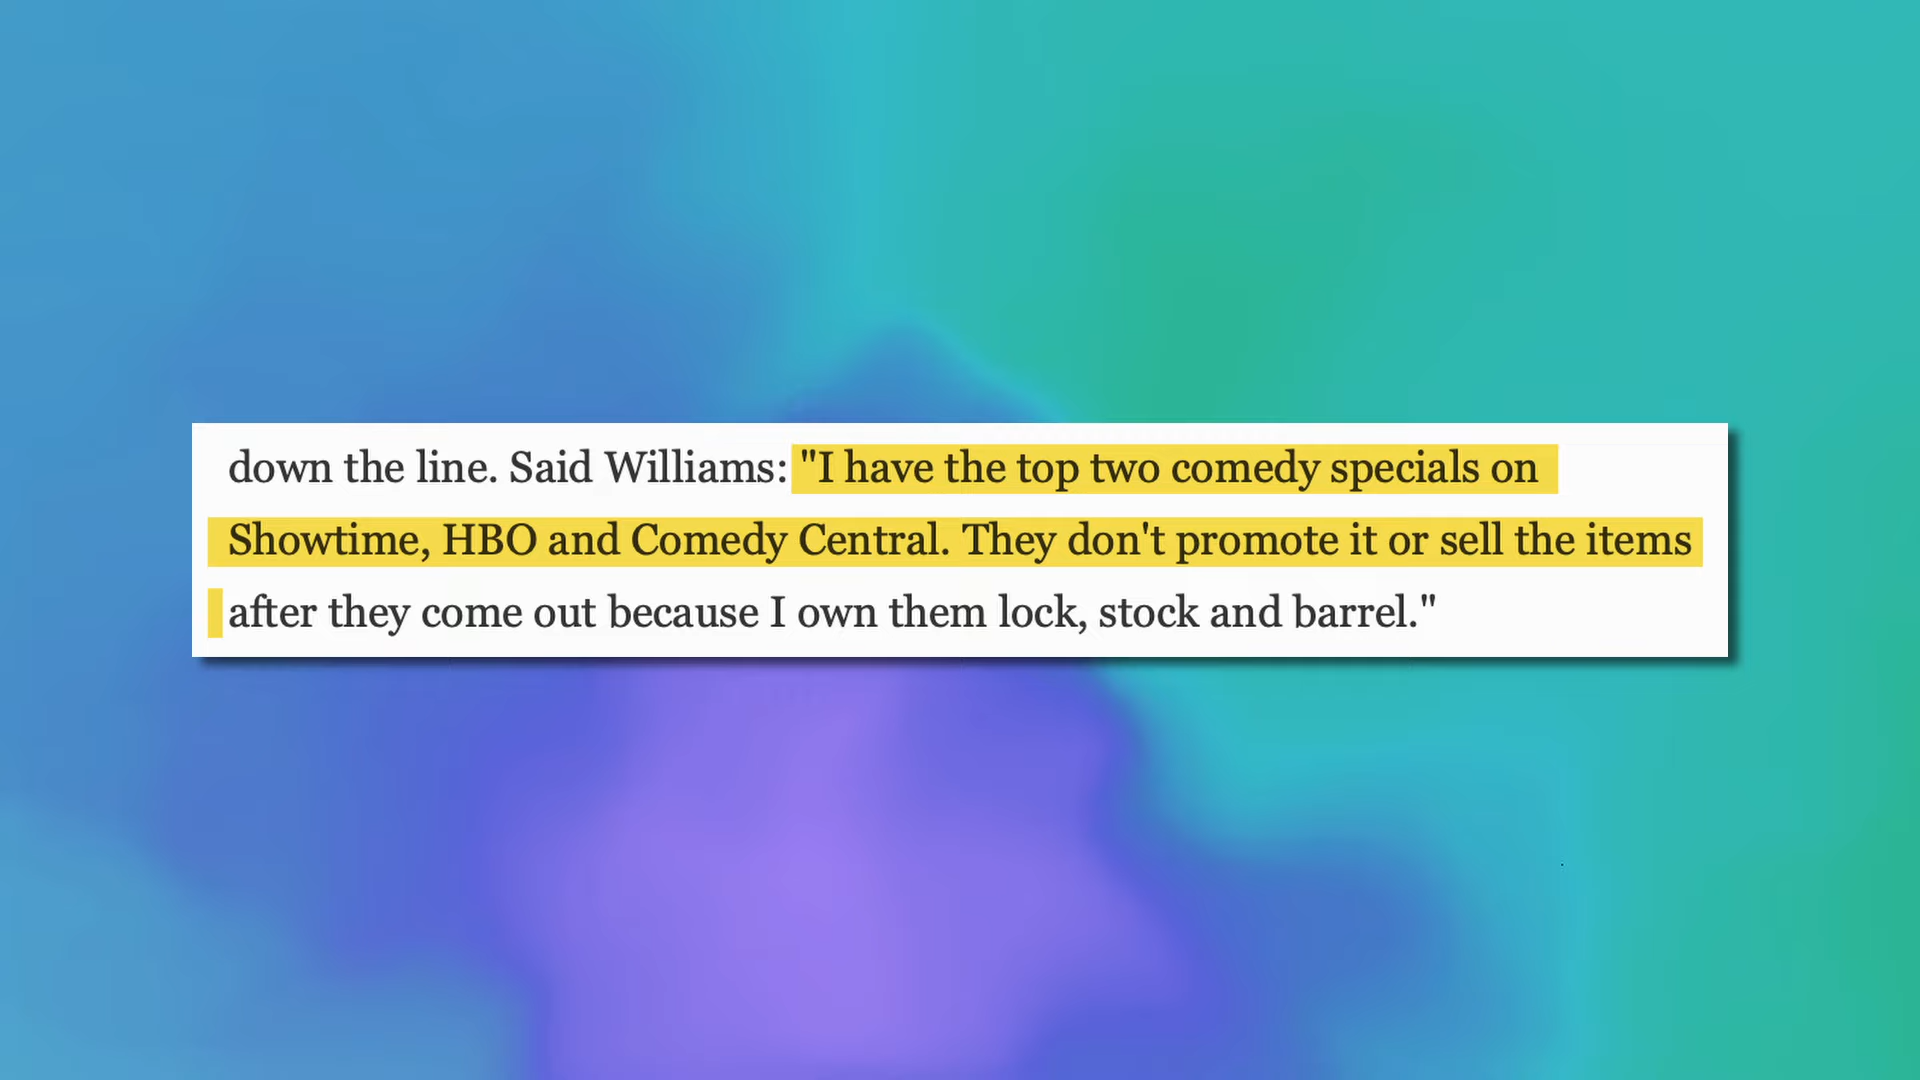 down the line. Said Williams: "I have the top two comedy specials on
Showtime, HBO and Comedy Central. They don't promote it or sell the items
after they come out because I own them lock, stock and barrel."